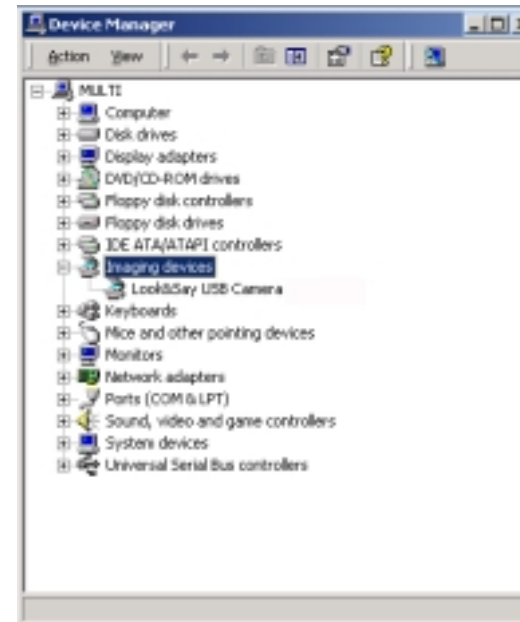 Device Manager
Action View
MULTI
Computer
Disk drives
Display adapters
DVD/CD-ROM drives
Floppy disk controllers
Floppy disk drives
IDE ATA/ATAPI controllers
Imaging devices
Look&Say USB Camera
Keyboards
Mice and other pointing devices
Monitors
Network adapters
Ports (COM & LPT)
Sound, video and game controllers
System devices
Universal Serial Bus controllers